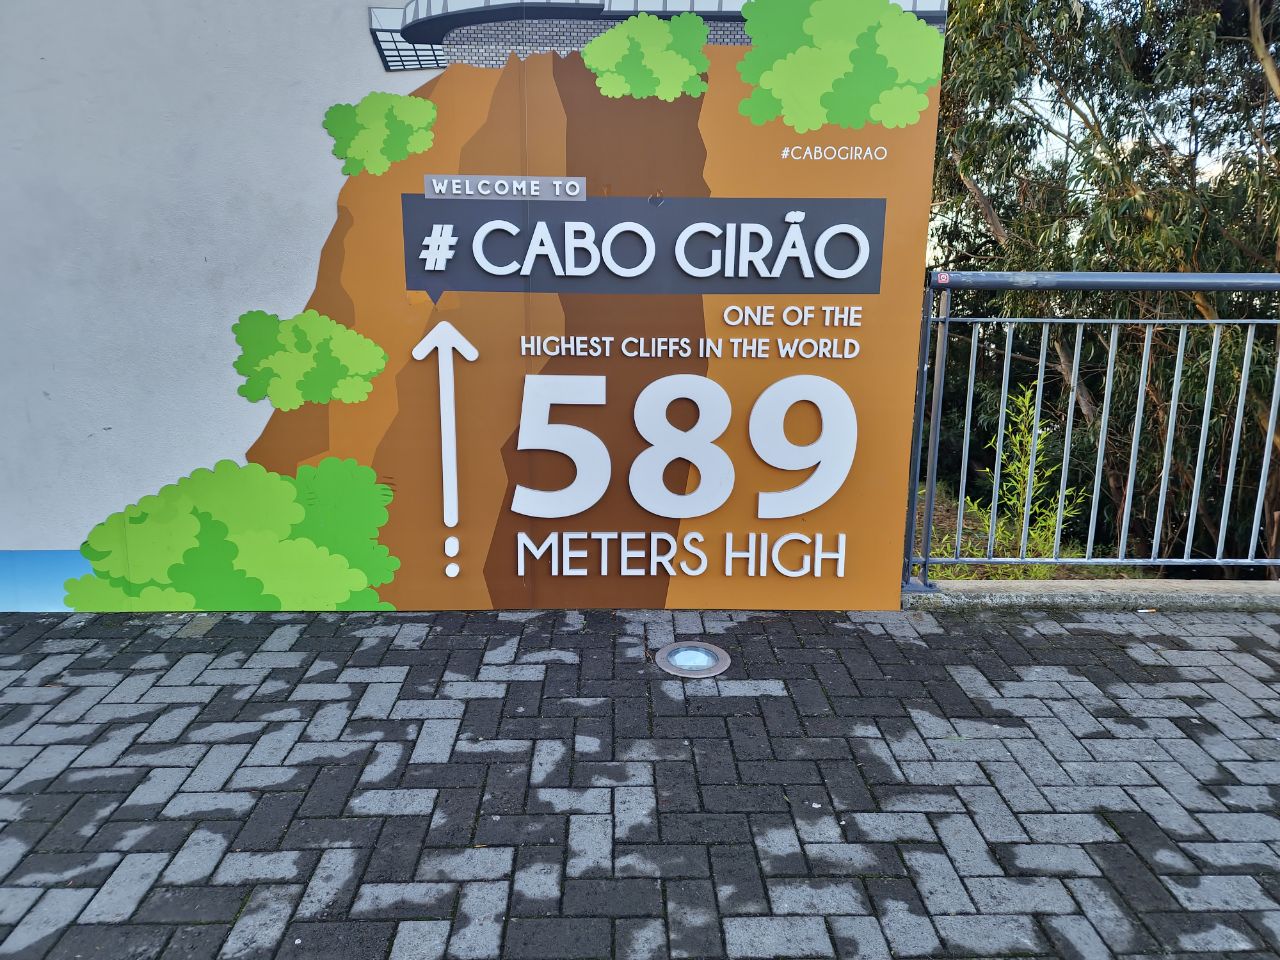 #CABOGIRAO
WELCOME TO
# CABO GIRÃO
ONE OF THE
HIGHEST CLIFFS IN THE WORLD
589
METERS HIGH